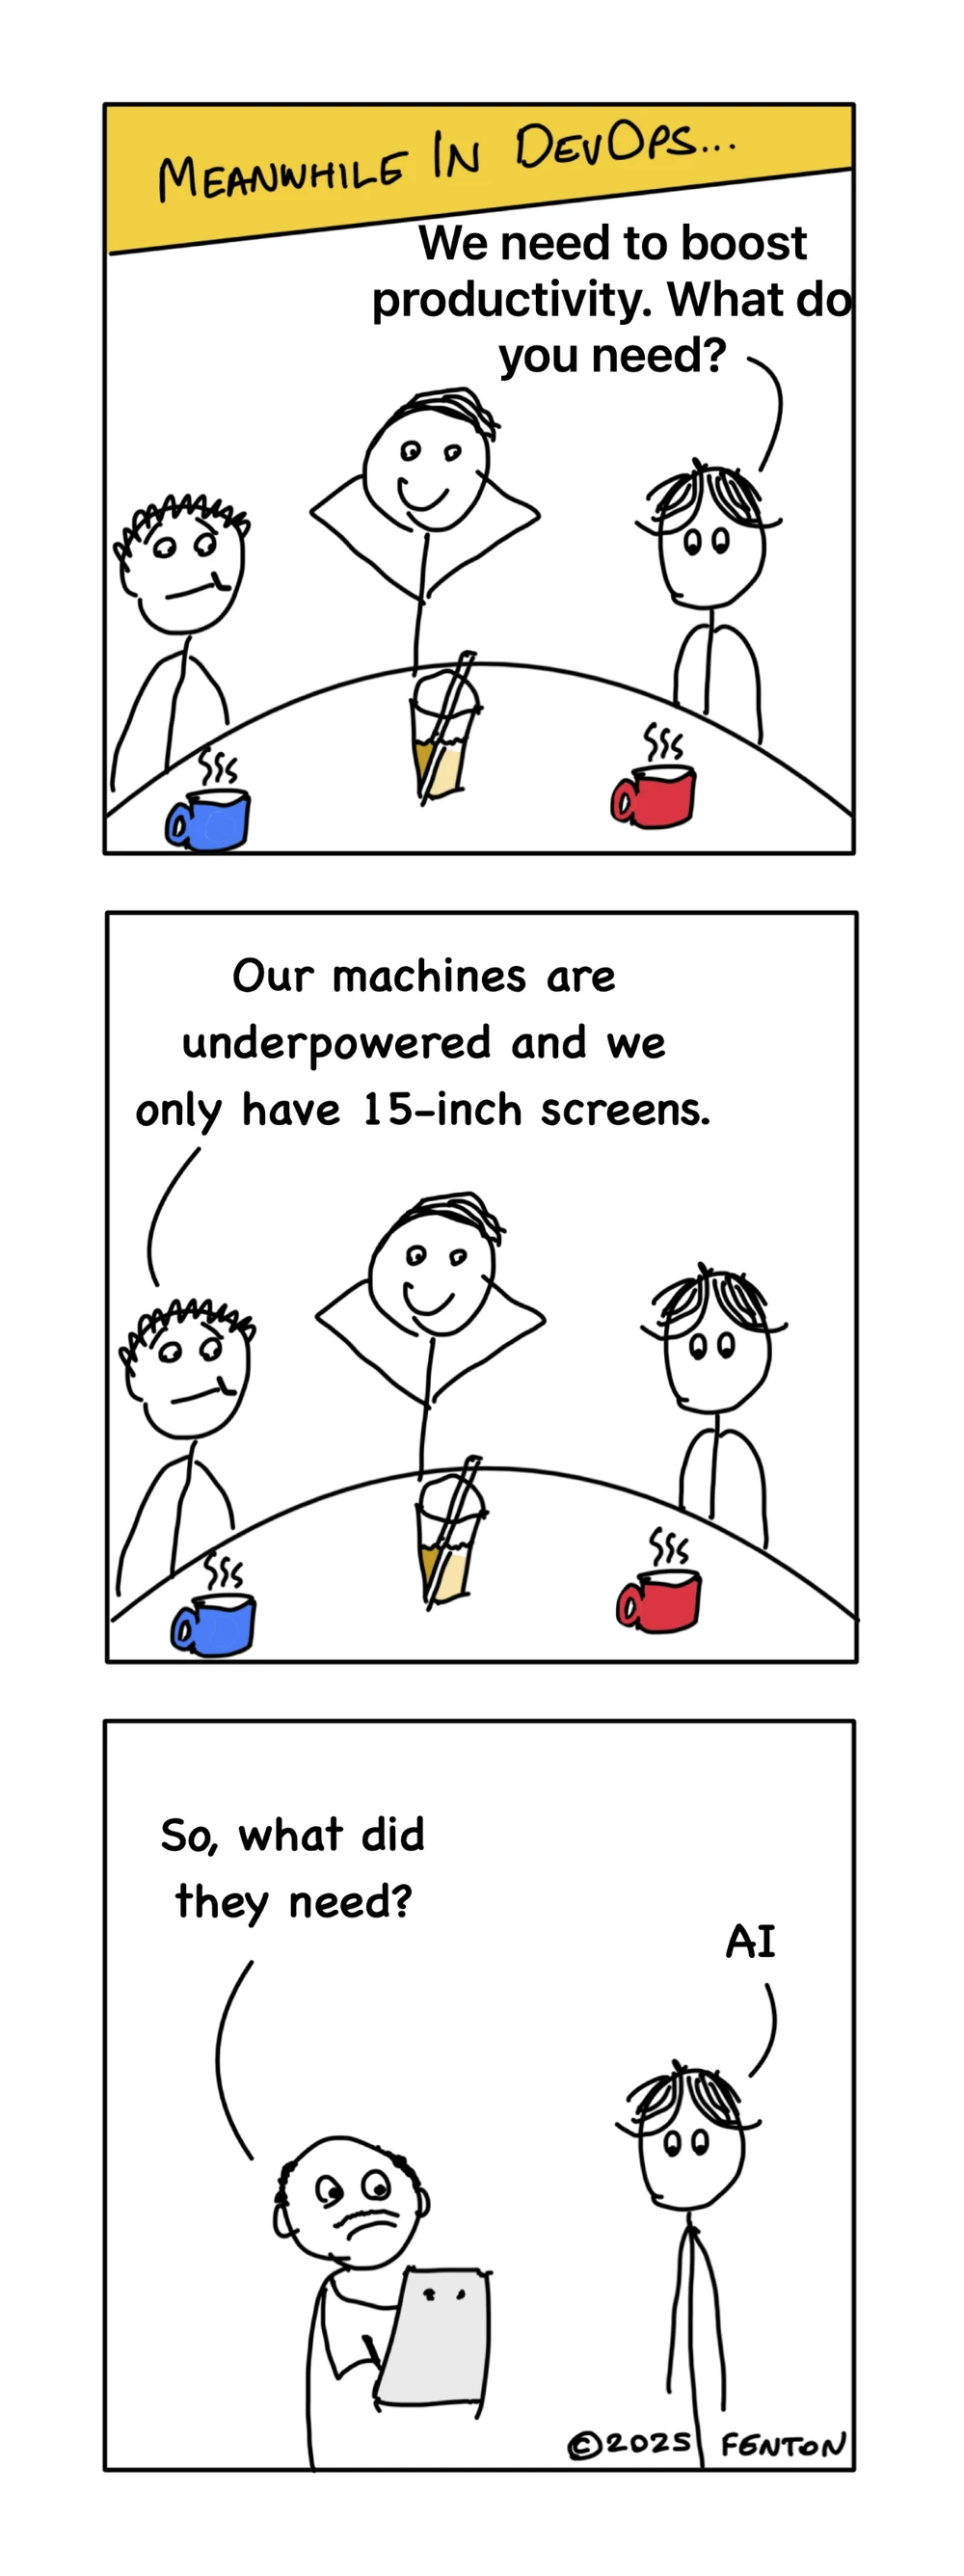 MEANWHILE IN DEVOPS...
We need to boost
productivity. What do
you need?
Our machines are
underpowered and we
only have 15-inch screens.
So, what did
they need?
AI
©2025 FENTON